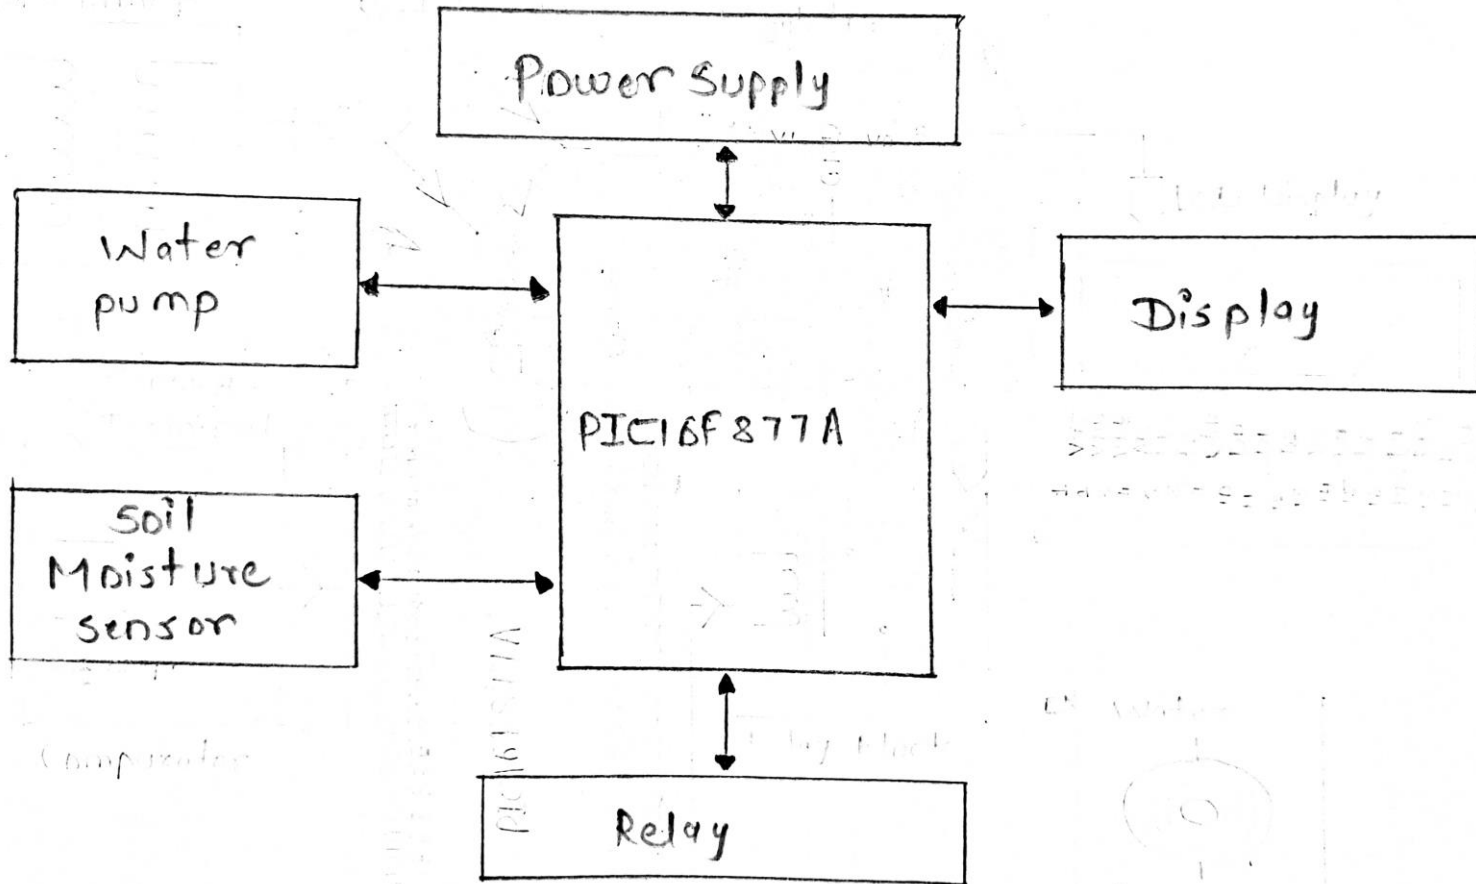 Power Supply
Water
pump
Display
PIC16F877A
Soil
Moisture
sensor
Relay